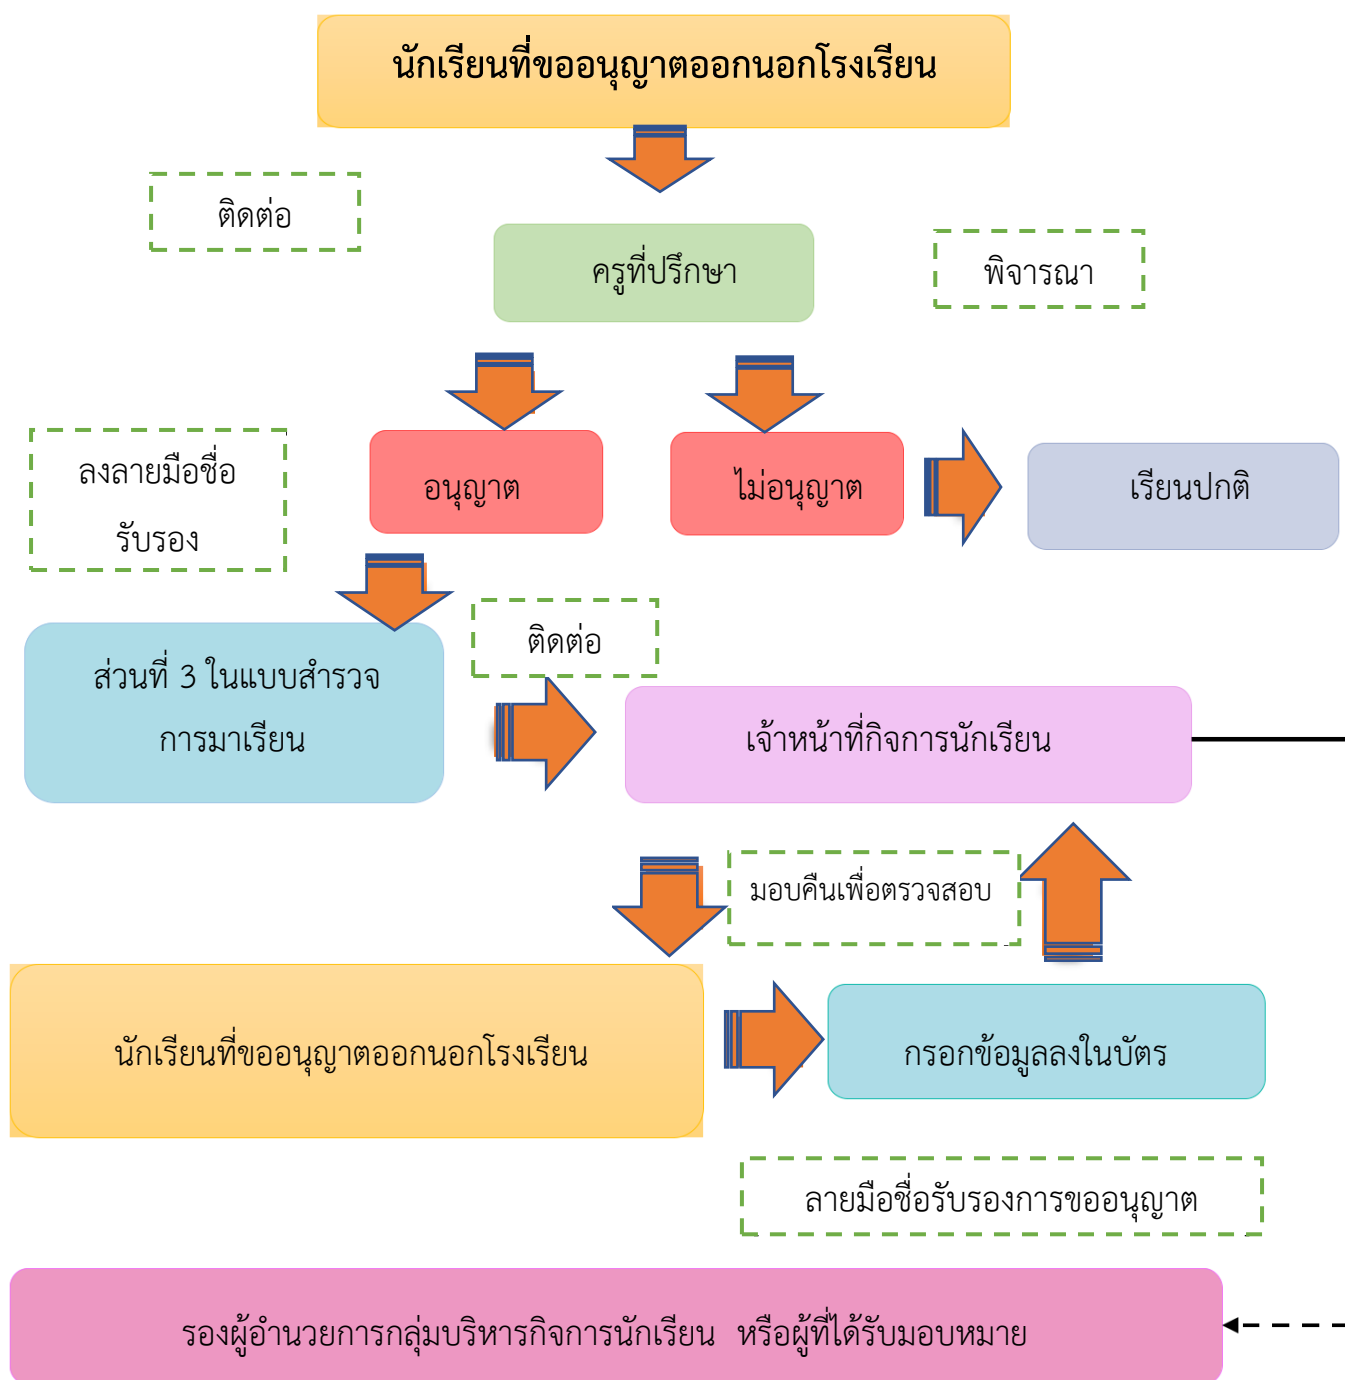 นักเรียนที่ขออนุญาตออกนอกโรงเรียน
ติดต่อ
ครูที่ปรึกษา
พิจารณา
ลงลายมือชื่อ
รับรอง
อนุญาต
ไม่อนุญาต
เรียนปกติ
ติดต่อ
ส่วนที่ 3 ในแบบสำรวจ
การมาเรียน
เจ้าหน้าที่กิจการนักเรียน
มอบคืนเพื่อตรวจสอบ
นักเรียนที่ขออนุญาตออกนอกโรงเรียน
กรอกข้อมูลลงในบัตร
ลายมือชื่อรับรองการขออนุญาต
รองผู้อำนวยการกลุ่มบริหารกิจการนักเรียน หรือผู้ที่ได้รับมอบหมาย